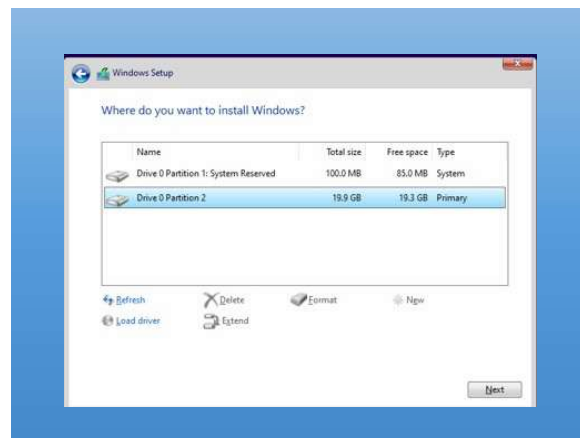 Windows Setup
Where do you want to install Windows?
Name Total size Free space Type
Drive 0 Partition 1: System Reserved 100.0 MB 85.0 MB System
Drive 0 Partition 2 19.9 GB 19.3 GB Primary
Refresh Delete Format New
Load driver Extend
Next